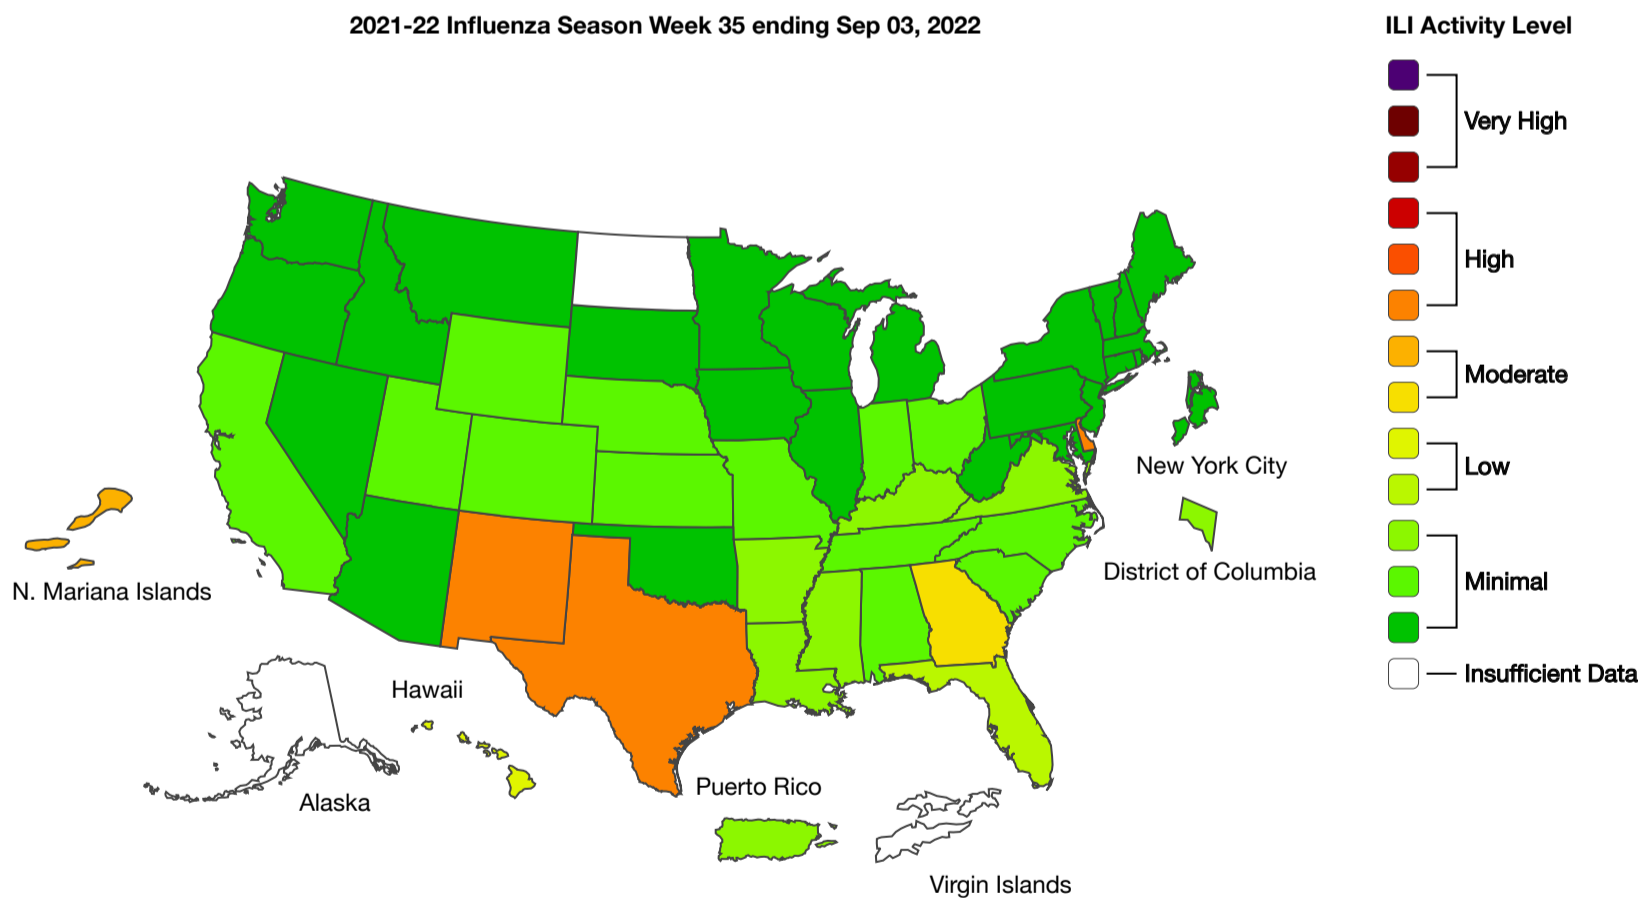 2021-22 Influenza Season Week 35 ending Sep 03, 2022
ILI Activity Level
Very High
High
Moderate
Low
Minimal
Insufficient Data
New York City
District of Columbia
N. Mariana Islands
Hawaii
Alaska
Puerto Rico
Virgin Islands